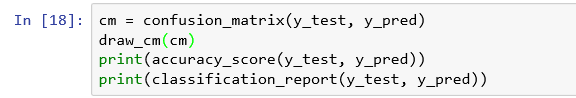 In [18]: cm = confusion_matrix(y_test, y_pred)
draw_cm(cm)
print(accuracy_score(y_test, y_pred))
print(classification_report(y_test, y_pred))